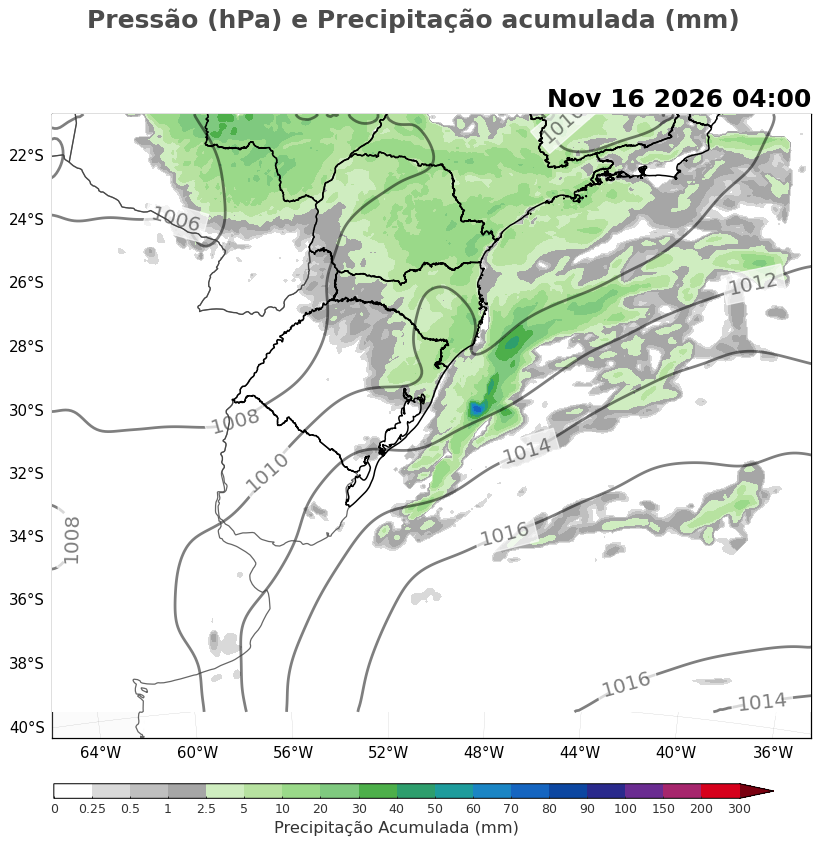 Pressão (hPa) e Precipitação acumulada (mm)
Nov 16 2026 04:00
1010
22°S
1006
24°S
26°S
1012
28°S
30°S
1008
1014
1010
32°S
1016
34°S
1008
36°S
38°S
1016
1014
40°S
64°W 60°W 56°W 52°W 48°W 44°W 40°W 36°W
0 0.25 0.5 1 2.5 5 10 20 30 40 50 60 70 80 90 100 150 200 300
Precipitação Acumulada (mm)